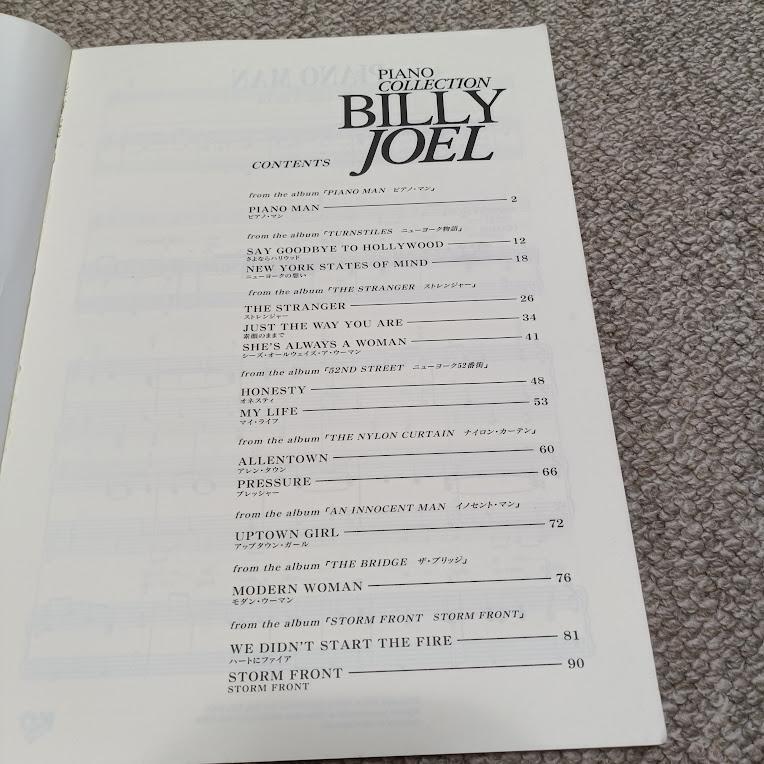 PIANO
COLLECTION
BILLY
JOEL
CONTENTS
from the album「PIANO MAN ピアノ・マン」
PIANO MAN 2
ピアノ・マン
from the album「TURNSTILES ニューヨーク物語」
SAY GOODBYE TO HOLLYWOOD 12
さよならハリウッド
NEW YORK STATES OF MIND 18
ニューヨークの想い
from the album「THE STRANGER ストレンジャー」
THE STRANGER 26
ストレンジャー
JUST THE WAY YOU ARE 34
素顔のままで
SHE'S ALWAYS A WOMAN 41
シーズ・オールウェイズ・ア・ウーマン
from the album「52ND STREET ニューヨーク52番街」
HONESTY 48
オネスティ
MY LIFE 53
マイ・ライフ
from the album「THE NYLON CURTAIN ナイロン・カーテン」
ALLENTOWN 60
アレン・タウン
PRESSURE 66
プレッシャー
from the album「AN INNOCENT MAN イノセント・マン」
UPTOWN GIRL 72
アップタウン・ガール
from the album「THE BRIDGE ザ・ブリッジ」
MODERN WOMAN 76
モダン・ウーマン
from the album「STORM FRONT STORM FRONT」
WE DIDN'T START THE FIRE 81
ハートにファイア
STORM FRONT 90
STORM FRONT